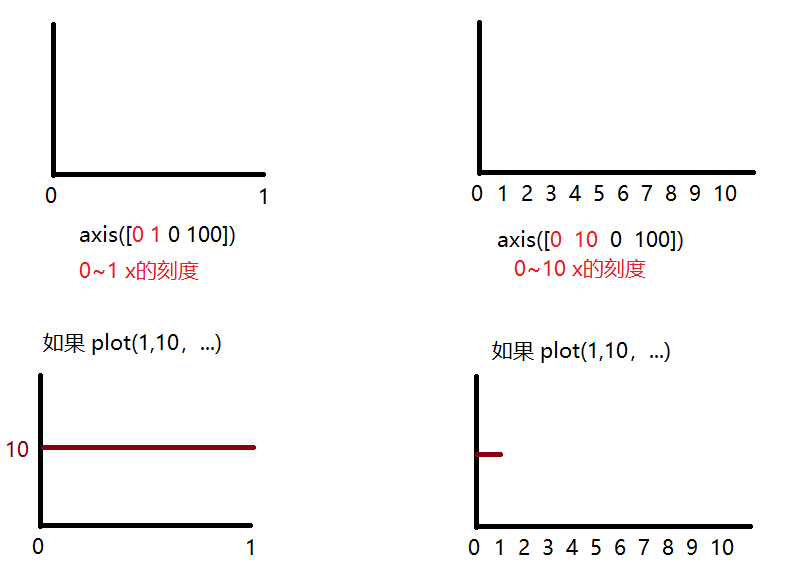 0 1
axis([0 1 0 100])
0~1 x的刻度
如果 plot(1,10，...)
10
0 1
0 1 2 3 4 5 6 7 8 9 10
axis([0 10 0 100])
0~10 x的刻度
如果 plot(1,10，...)
0 1 2 3 4 5 6 7 8 9 10